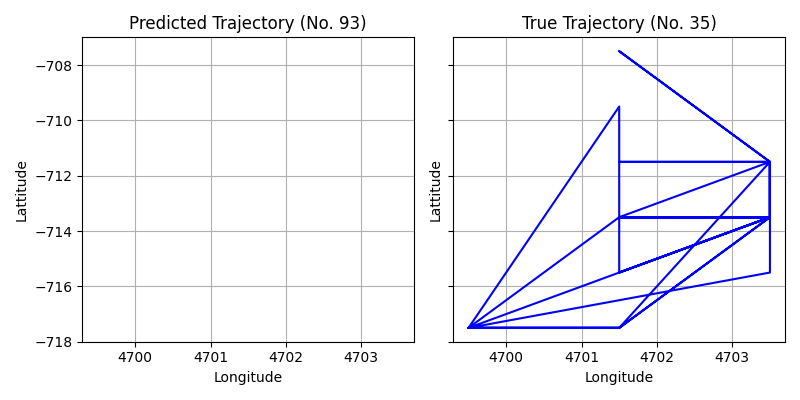 Predicted Trajectory (No. 93)
True Trajectory (No. 35)
Lattitude
−708
−710
−712
−714
−716
−718
4700
4701
4702
4703
Longitude
Lattitude
4700
4701
4702
4703
Longitude